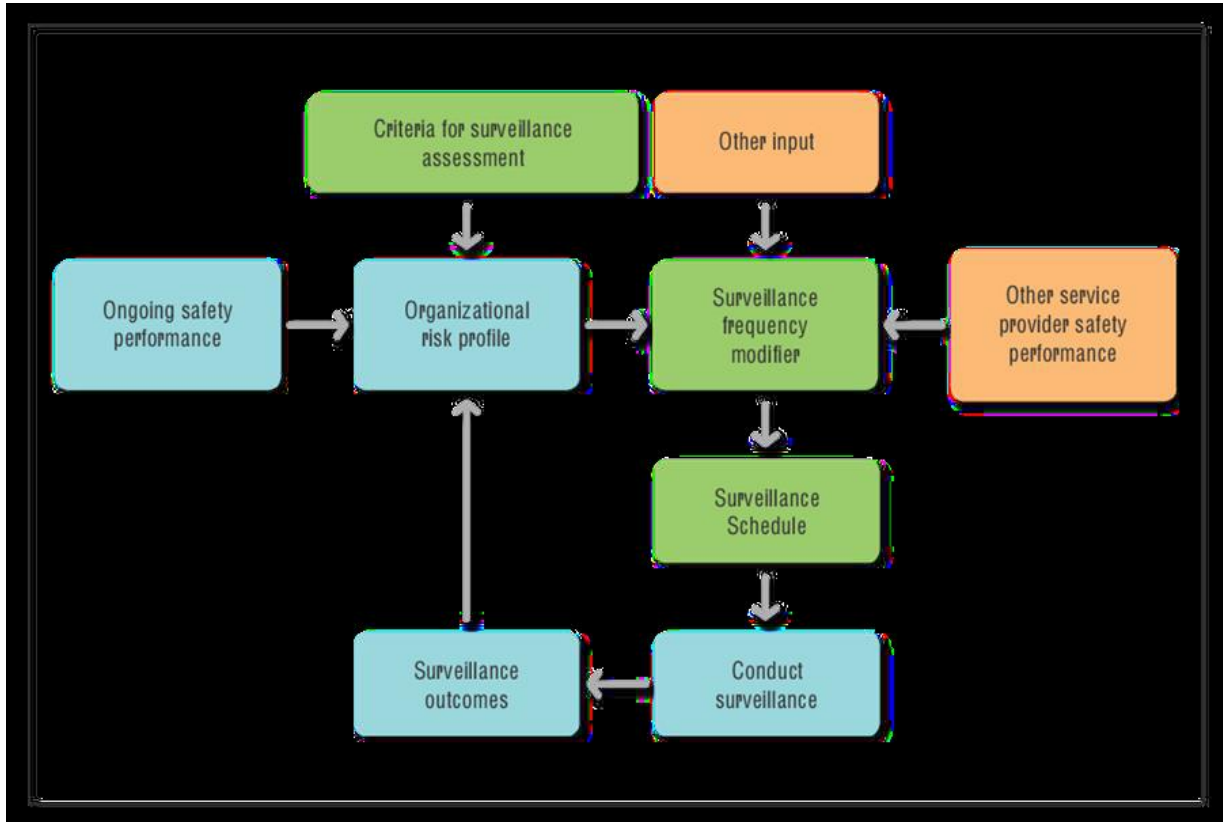 Criteria for surveillance
assessment
Other input
Ongoing safety
performance
Organizational
risk profile
Surveillance
frequency
modifier
Other service
provider safety
performance
Surveillance
Schedule
Surveillance
outcomes
Conduct
surveillance